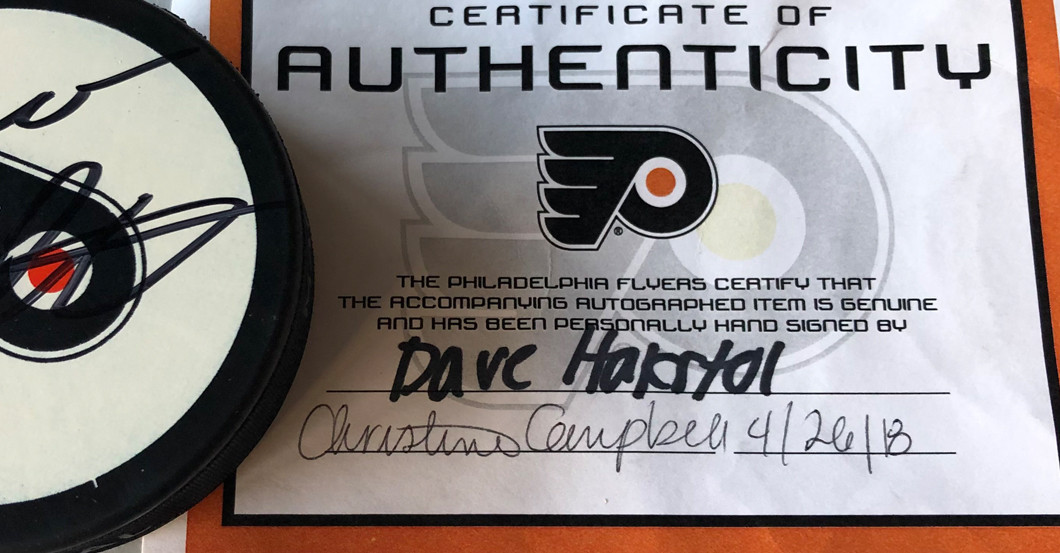 CERTIFICATE OF
AUTHENTICITY
®
THE PHILADELPHIA FLYERS CERTIFY THAT
THE ACCOMPANYING AUTOGRAPHED ITEM IS GENUINE
AND HAS BEEN PERSONALLY HAND SIGNED BY
Dave Hakstol
Christine Campbell 4/26/18